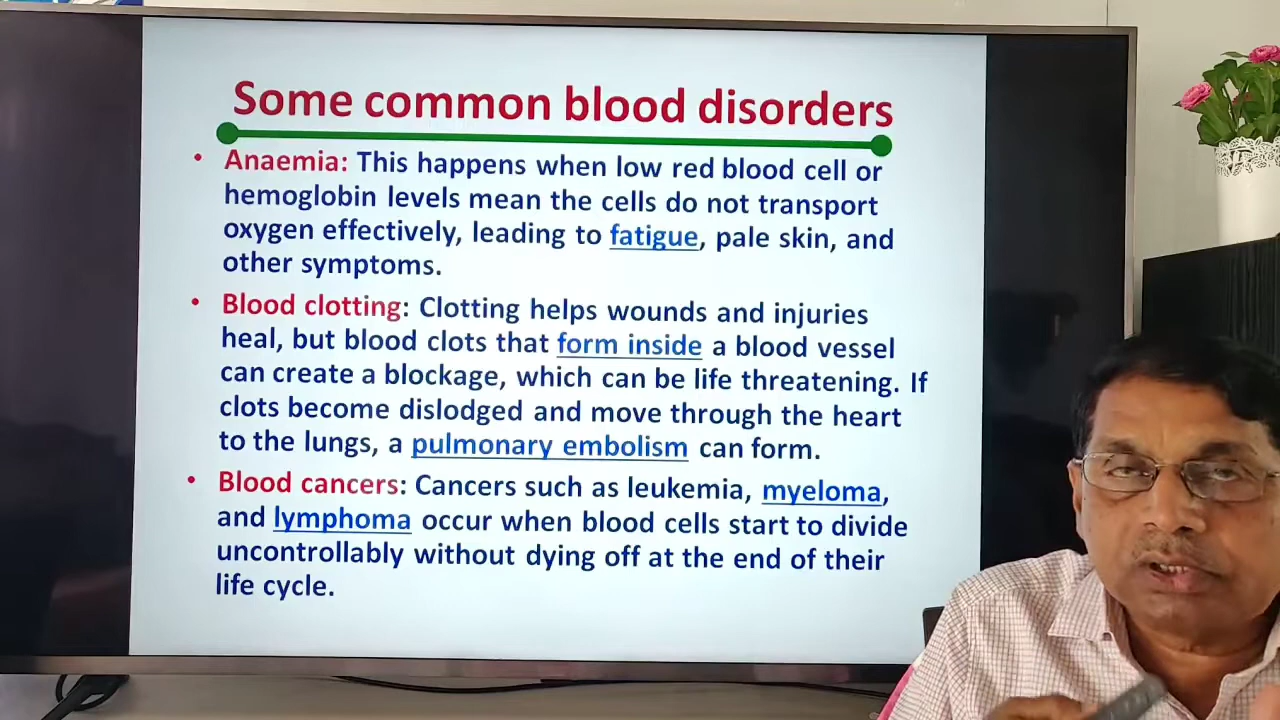 Some common blood disorders
• Anaemia: This happens when low red blood cell or
hemoglobin levels mean the cells do not transport
oxygen effectively, leading to fatigue, pale skin, and
other symptoms.
• Blood clotting: Clotting helps wounds and injuries
heal, but blood clots that form inside a blood vessel
can create a blockage, which can be life threatening. If
clots become dislodged and move through the heart
to the lungs, a pulmonary embolism can form.
• Blood cancers: Cancers such as leukemia, myeloma,
and lymphoma occur when blood cells start to divide
uncontrollably without dying off at the end of their
life cycle.